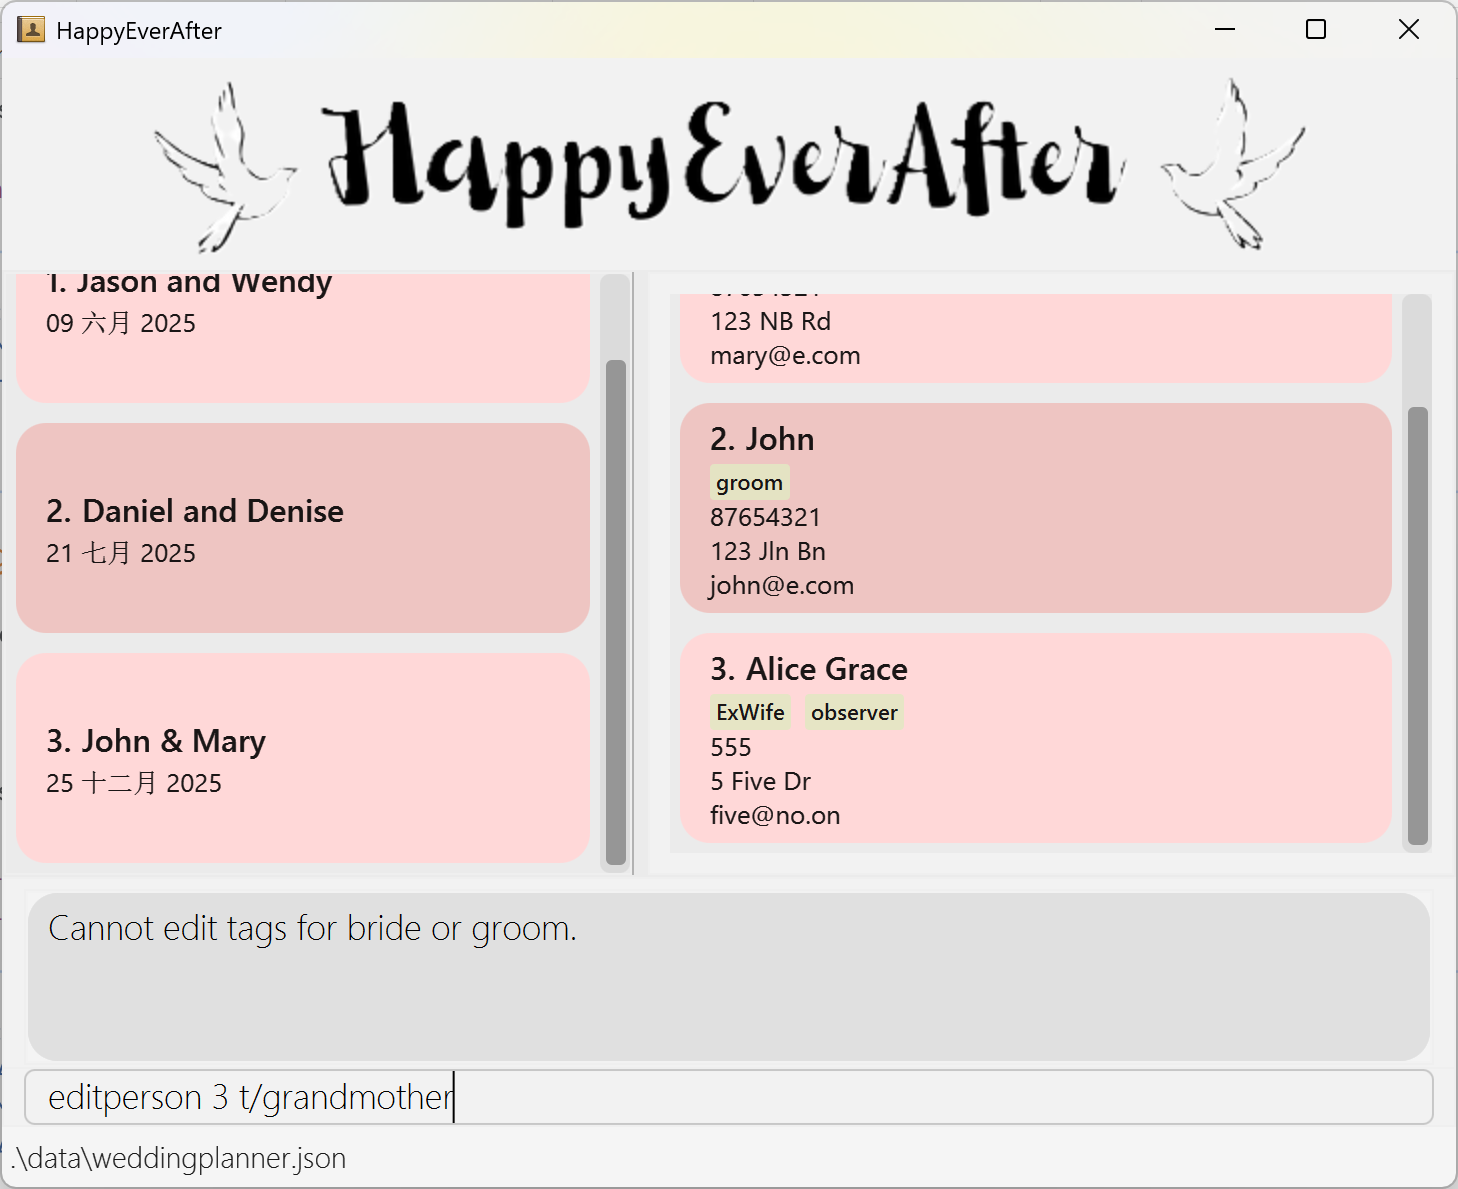 HappyEverAfter
HappyEverAfter
1. Jason and Wendy
09 六月 2025
2. Daniel and Denise
21 七月 2025
3. John & Mary
25 十二月 2025
123 NB Rd
mary@e.com
2. John
groom
87654321
123 Jln Bn
john@e.com
3. Alice Grace
ExWife observer
555
5 Five Dr
five@no.on
Cannot edit tags for bride or groom.
editperson 3 t/grandmother
.\data\weddingplanner.json